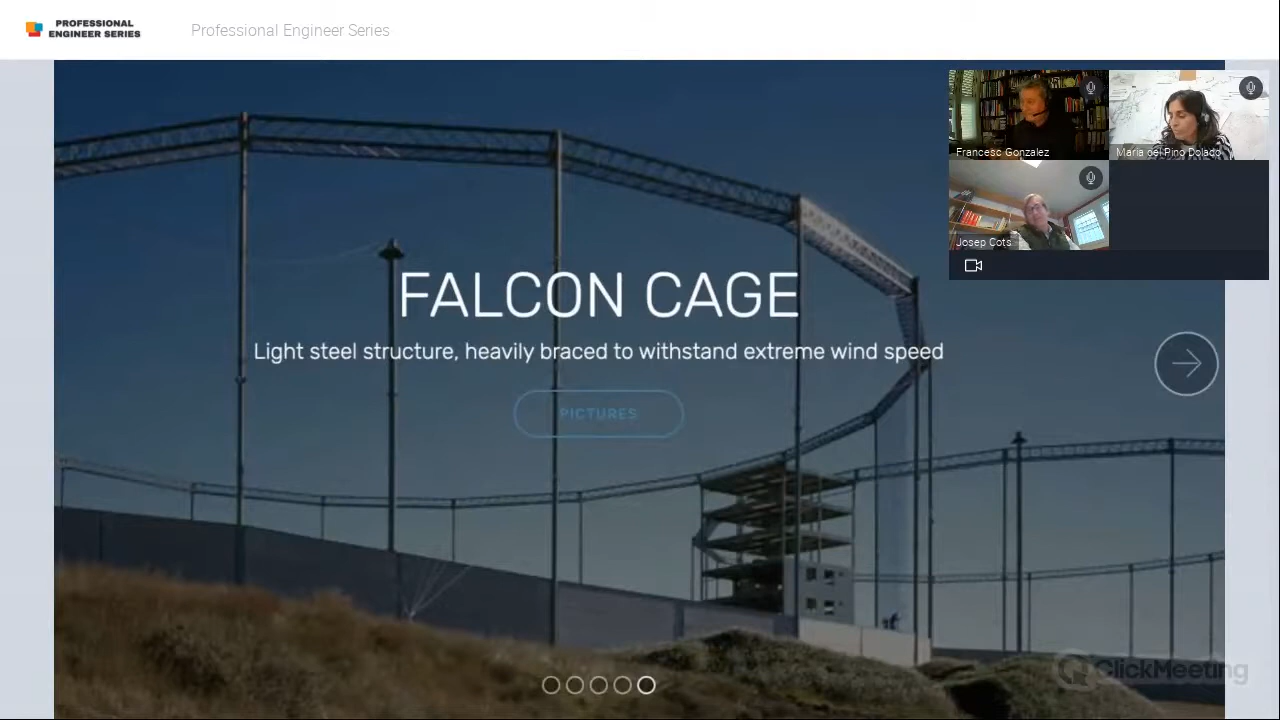 PROFESSIONAL
ENGINEER SERIES
Professional Engineer Series
Francesc Gonzalez
Maria del Pino Dolado
Josep Cots
FALCON CAGE
Light steel structure, heavily braced to withstand extreme wind speed
PICTURES
ClickMeeting